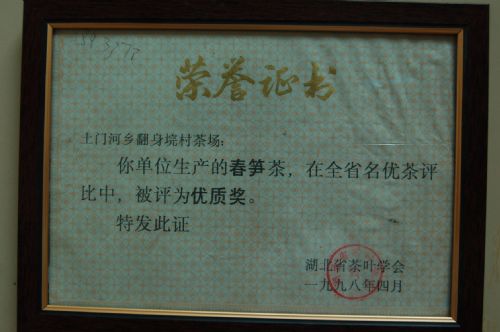 荣誉证书
土门河乡翻身垸村茶场：
你单位生产的春笋茶，在全省名优茶评
比中，被评为优质奖。
特发此证
湖北省茶叶学会
一九九八年四月